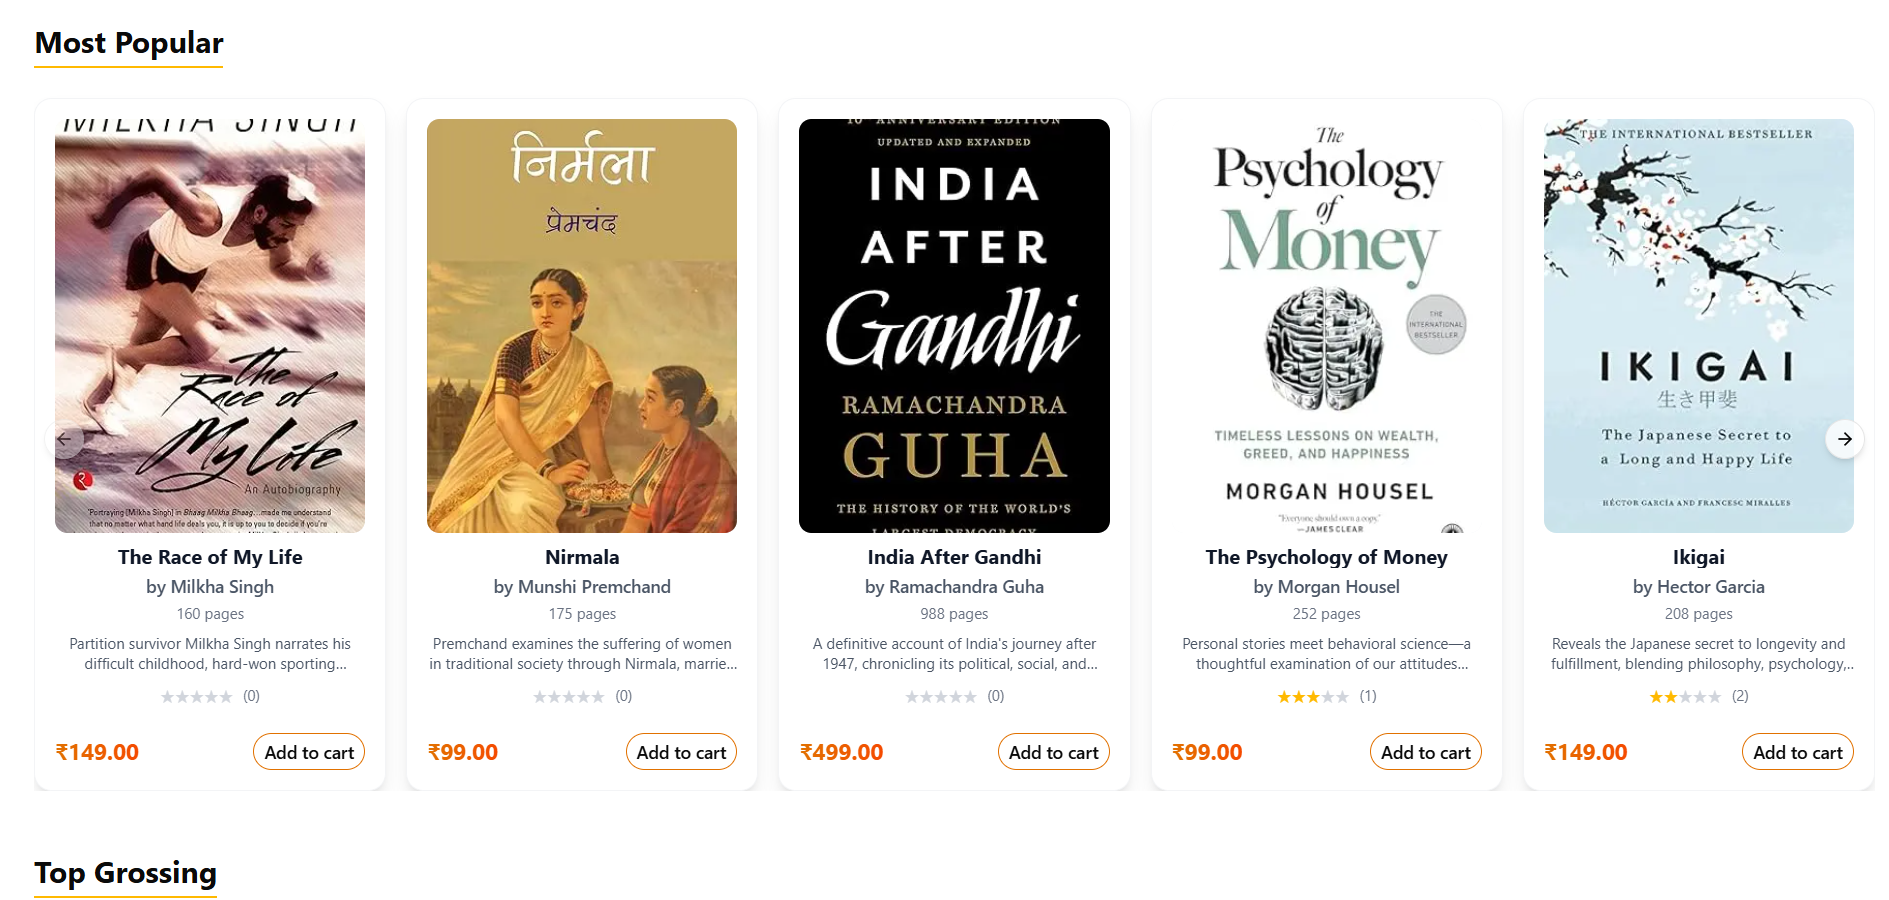 Most Popular
MILKHA SINGH
The
Race of
My Life
An Autobiography
"Portraying [Milkha Singh] in Bhaag Milkha Bhaag...made me understand
that no matter what hand life deals you, it is up to you to decide if you're
The Race of My Life
by Milkha Singh
160 pages
Partition survivor Milkha Singh narrates his
difficult childhood, hard-won sporting...
(0)
₹149.00
Add to cart
निर्मला
प्रेमचंद
Nirmala
by Munshi Premchand
175 pages
Premchand examines the suffering of women
in traditional society through Nirmala, marrie...
(0)
₹99.00
Add to cart
10TH ANNIVERSARY EDITION
UPDATED AND EXPANDED
INDIA
AFTER
Gandhi
RAMACHANDRA
GUHA
THE HISTORY OF THE WORLD'S
LARGEST DEMOCRACY
India After Gandhi
by Ramachandra Guha
988 pages
A definitive account of India's journey after
1947, chronicling its political, social, and...
(0)
₹499.00
Add to cart
The
Psychology
of
Money
THE
INTERNATIONAL
BESTSELLER
TIMELESS LESSONS ON WEALTH,
GREED, AND HAPPINESS
MORGAN HOUSEL
"Everyone should own a copy."
—JAMES CLEAR
The Psychology of Money
by Morgan Housel
252 pages
Personal stories meet behavioral science—a
thoughtful examination of our attitudes...
(1)
₹99.00
Add to cart
THE INTERNATIONAL BESTSELLER
IKIGAI
生き甲斐
The Japanese Secret to
a Long and Happy Life
HÉCTOR GARCÍA AND FRANCESC MIRALLES
Ikigai
by Hector Garcia
208 pages
Reveals the Japanese secret to longevity and
fulfillment, blending philosophy, psychology,..
(2)
₹149.00
Add to cart
Top Grossing